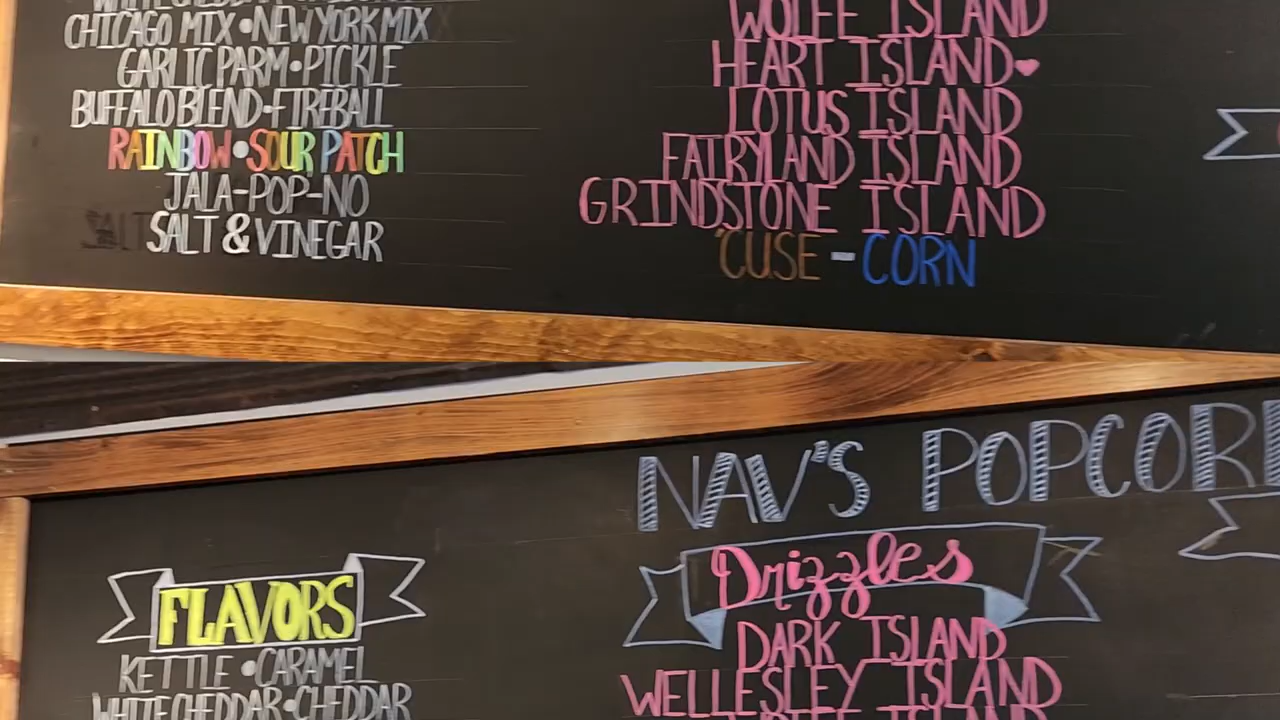 CHICAGO MIX • NEW YORK MIX
GARLIC PARM • PICKLE
BUFFALO BLEND • FIREBALL
RAINBOW • SOUR PATCH
JALA-POP-NO
SALT & VINEGAR
WOLFE ISLAND
HEART ISLAND ♥
LOTUS ISLAND
FAIRYLAND ISLAND
GRINDSTONE ISLAND
'CUSE - CORN
NAV'S
FLAVORS
KETTLE • CARAMEL
WHITE CHEDDAR • CHEDDAR
Drizzles
DARK ISLAND
WELLESLEY ISLAND